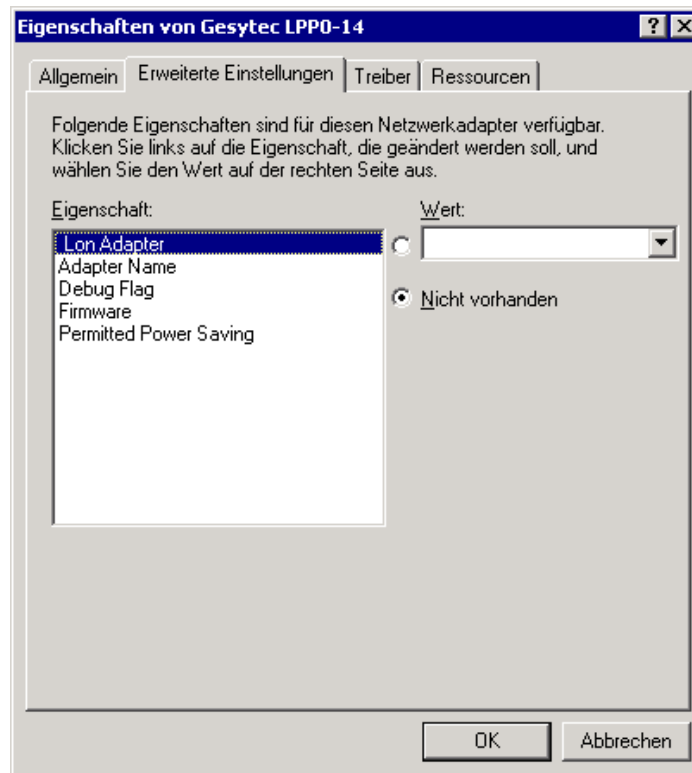 Eigenschaften von Gesytec LPP0-14
Allgemein
Erweiterte Einstellungen
Treiber
Ressourcen
Folgende Eigenschaften sind für diesen Netzwerkadapter verfügbar.
Klicken Sie links auf die Eigenschaft, die geändert werden soll, und
wählen Sie den Wert auf der rechten Seite aus.
Eigenschaft:
Lon Adapter
Adapter Name
Debug Flag
Firmware
Permitted Power Saving
Wert:
Nicht vorhanden
OK
Abbrechen